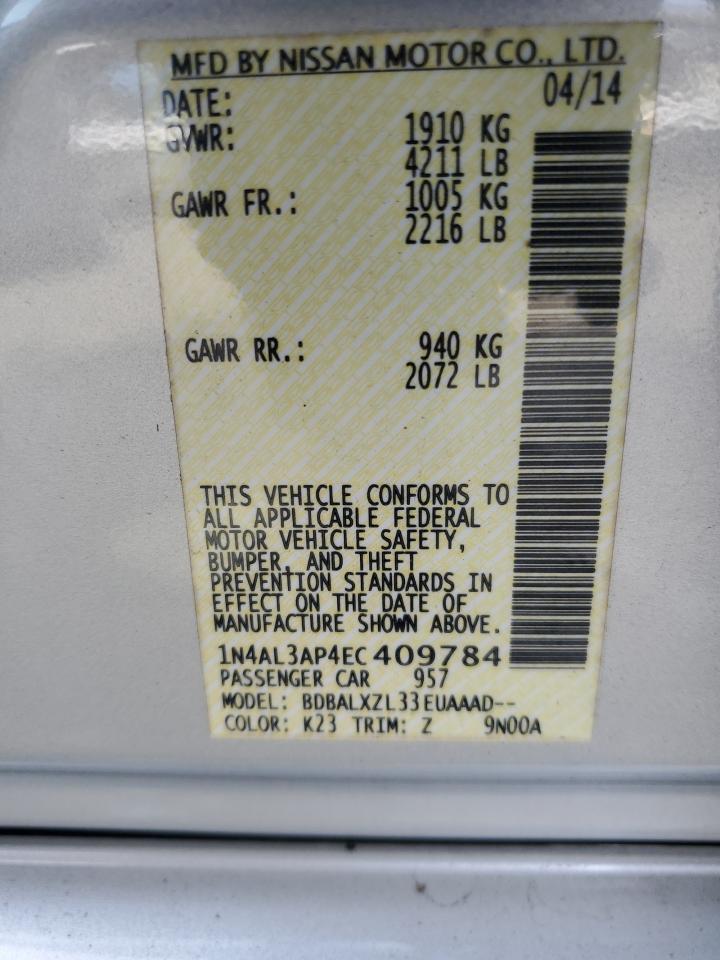 MFD BY NISSAN MOTOR CO., LTD.
DATE: 04/14
GVWR: 1910 KG
4211 LB
GAWR FR.: 1005 KG
2216 LB
GAWR RR.: 940 KG
2072 LB
THIS VEHICLE CONFORMS TO
ALL APPLICABLE FEDERAL
MOTOR VEHICLE SAFETY,
BUMPER, AND THEFT
PREVENTION STANDARDS IN
EFFECT ON THE DATE OF
MANUFACTURE SHOWN ABOVE.
1N4AL3AP4EC409784
PASSENGER CAR 957
MODEL: BDBALXZL33EUAAAD--
COLOR: K23 TRIM: Z 9N00A